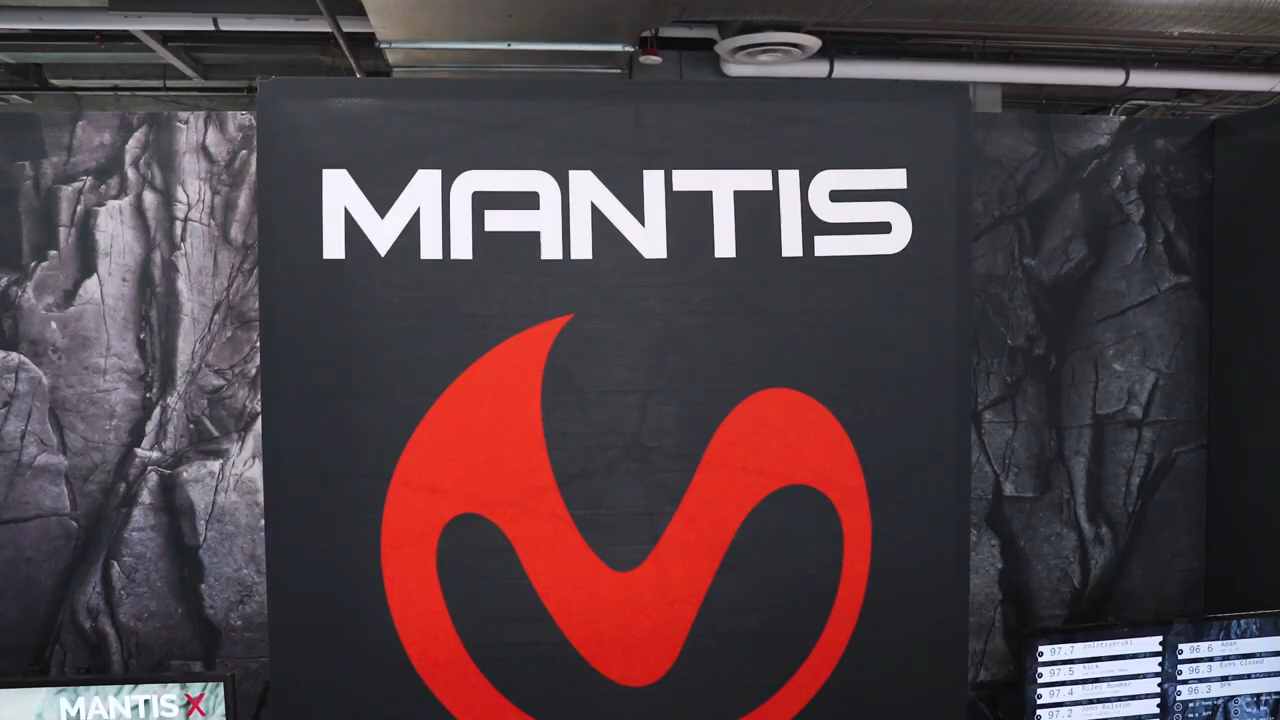 MANTIS
MANTIS X
97.7
97.5 Nick
97.4 Riley Bowman
97.2 John Ralston
96.6 Adam
96.3 Eyes Closed
96.3 JPN